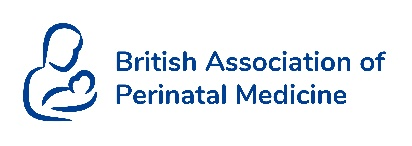 British Association of
Perinatal Medicine